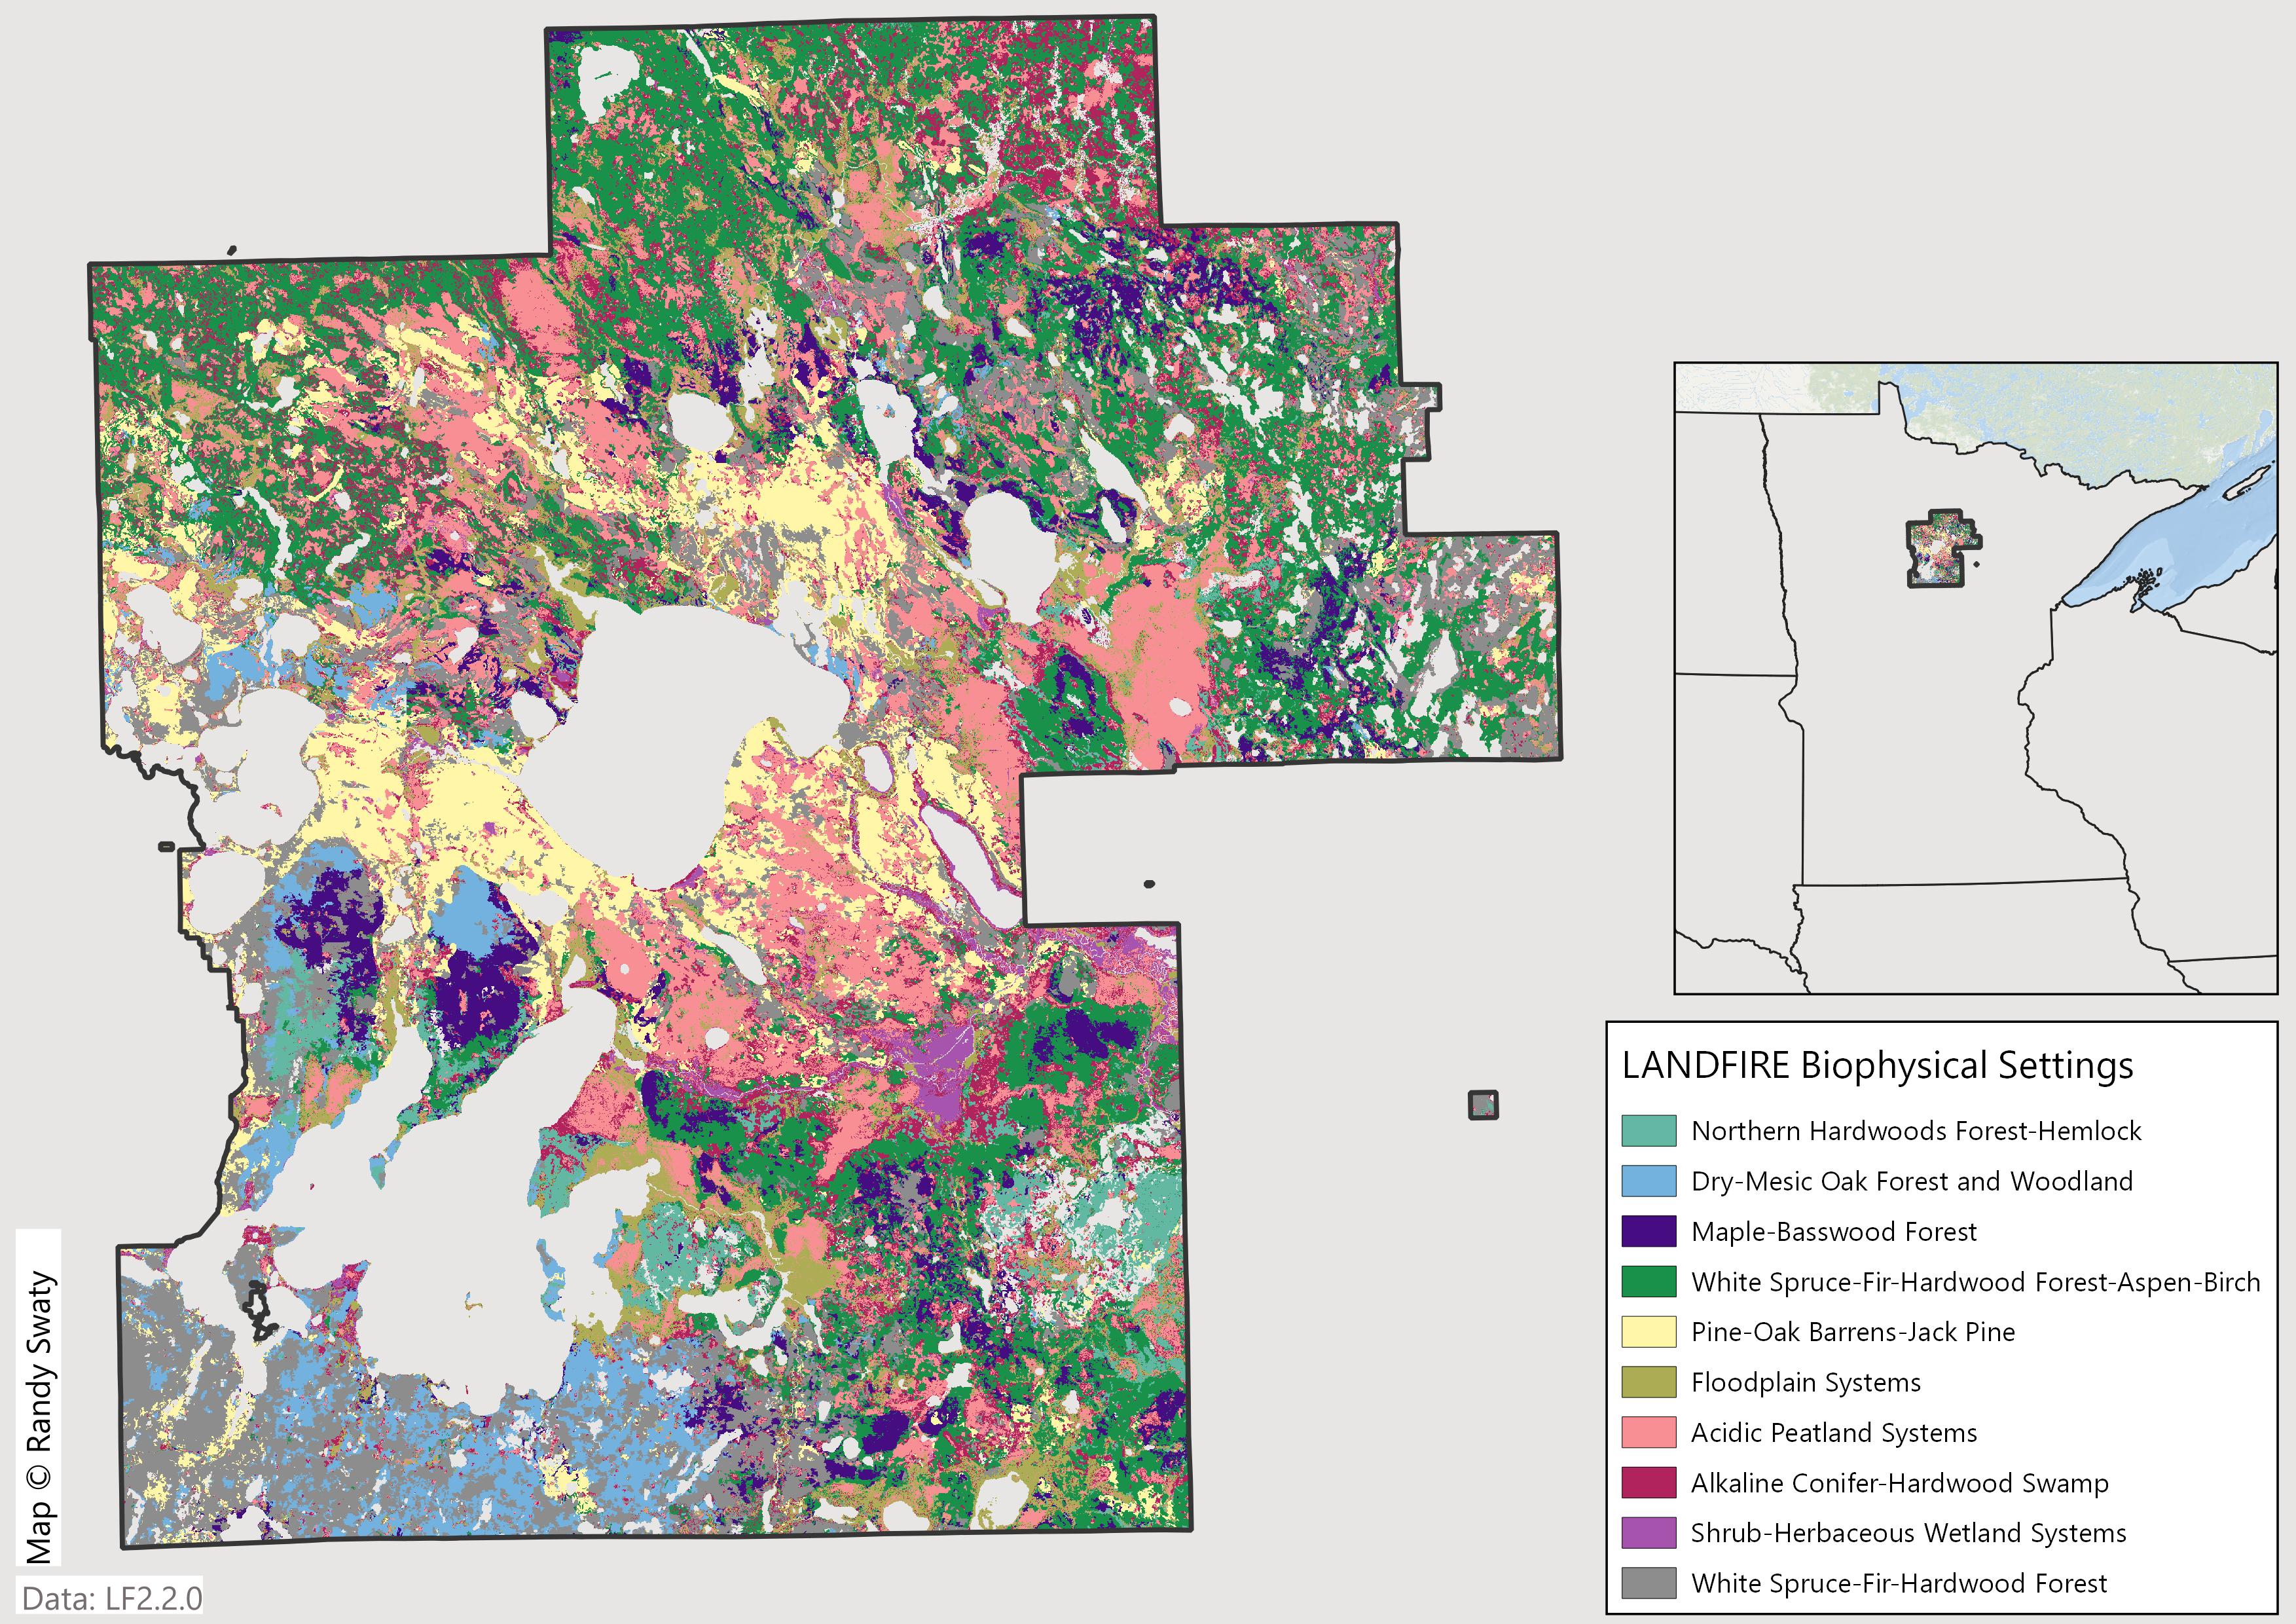 LANDFIRE Biophysical Settings
Northern Hardwoods Forest-Hemlock
Dry-Mesic Oak Forest and Woodland
Maple-Basswood Forest
White Spruce-Fir-Hardwood Forest-Aspen-Birch
Pine-Oak Barrens-Jack Pine
Floodplain Systems
Acidic Peatland Systems
Alkaline Conifer-Hardwood Swamp
Shrub-Herbaceous Wetland Systems
White Spruce-Fir-Hardwood Forest
Map © Randy Swaty
Data: LF2.2.0